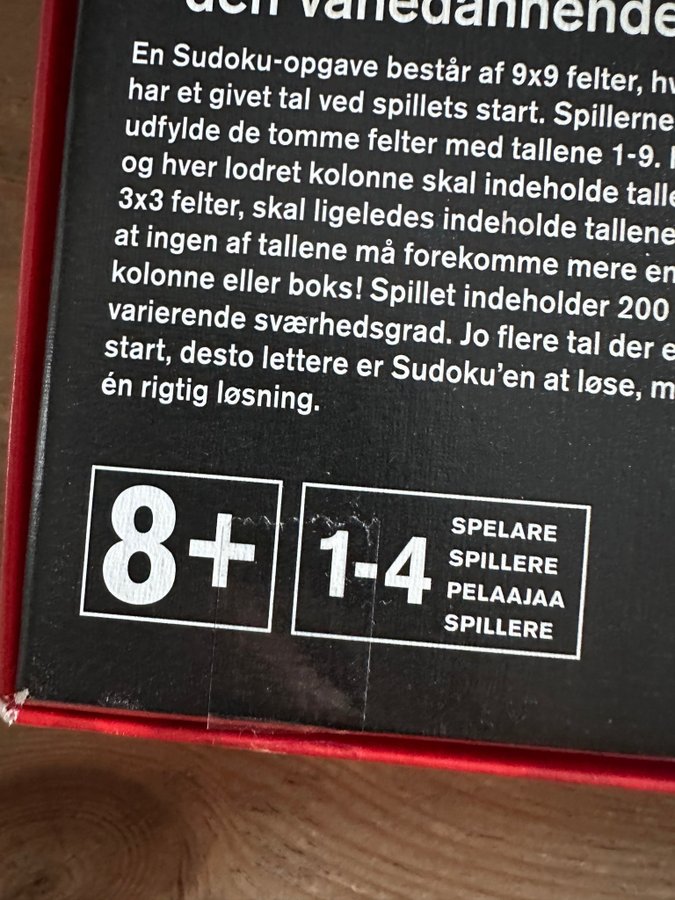 den vanedannende
En Sudoku-opgave består af 9x9 felter,
har et givet tal ved spillets start. Spillerne
udfylde de tomme felter med tallene 1-9.
og hver lodret kolonne skal indeholde
3x3 felter, skal ligeledes indeholde tallene
at ingen af tallene må forekomme mere
kolonne eller boks! Spillet indeholder 200
varierende sværhedsgrad. Jo flere tal der
start, desto lettere er Sudoku'en at løse,
én rigtig løsning.
8+
1-4
SPELARE
SPILLERE
PELAAJAA
SPILLERE